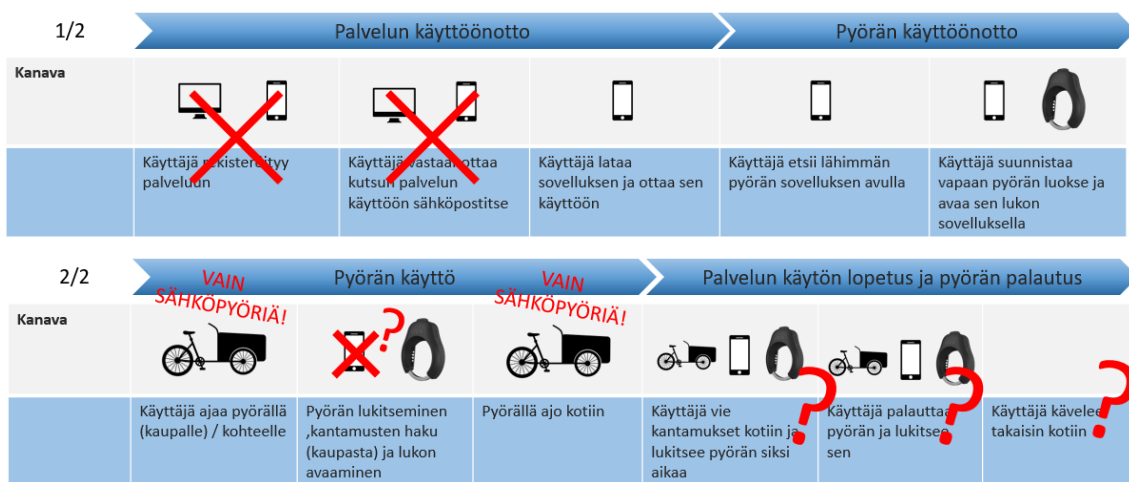 1/2
Palvelun käyttöönotto
Pyörän käyttöönotto
Kanava
Käyttäjä rekisteröityy
palveluun
Käyttäjä vastaanottaa
kutsun palvelun
käyttöön sähköpostitse
Käyttäjä lataa
sovelluksen ja ottaa sen
käyttöön
Käyttäjä etsii lähimmän
pyörän sovelluksen avulla
Käyttäjä suunnistaa
vapaan pyörän luokse ja
avaa sen lukon
sovelluksella
2/2
Pyörän käyttö
Palvelun käytön lopetus ja pyörän palautus
VAIN
SÄHKÖPYÖRIÄ!
?
VAIN
SÄHKÖPYÖRIÄ!
?
?
?
Kanava
Käyttäjä ajaa pyörällä
(kaupalle) / kohteelle
Pyörän lukitseminen
,kantamusten haku
(kaupasta) ja lukon
avaaminen
Pyörällä ajo kotiin
Käyttäjä vie
kantamukset kotiin ja
lukitsee pyörän siksi
aikaa
Käyttäjä palauttaa
pyörän ja lukitsee
sen
Käyttäjä kävelee
takaisin kotiin